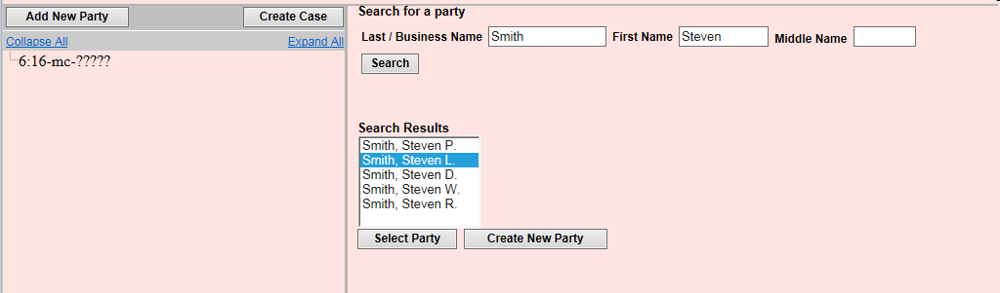 Add New Party
Create Case
Collapse All
Expand All
6:16-mc-?????
Search for a party
Last / Business Name Smith First Name Steven Middle Name
Search
Search Results
Smith, Steven P.
Smith, Steven L.
Smith, Steven D.
Smith, Steven W.
Smith, Steven R.
Select Party
Create New Party